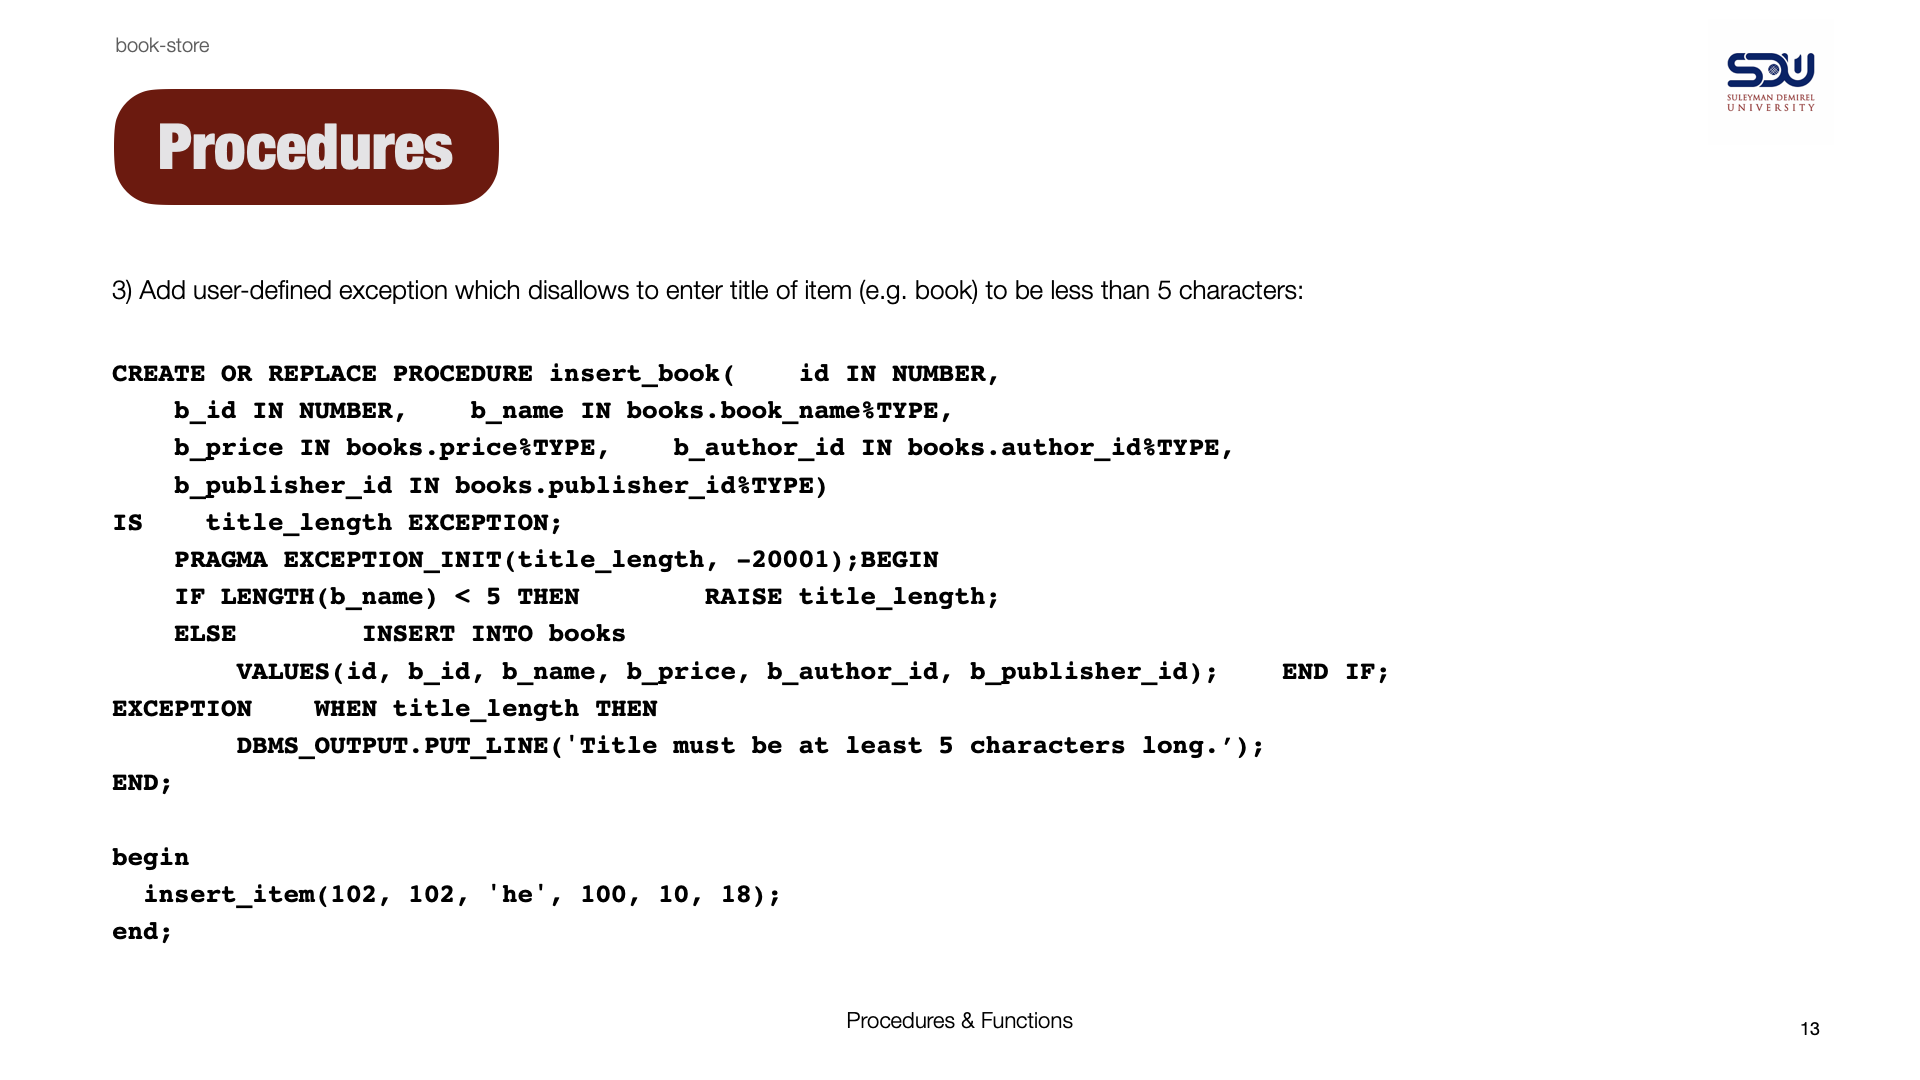 book-store
SDU
SULEYMAN DEMIREL
UNIVERSITY
Procedures
3) Add user-defined exception which disallows to enter title of item (e.g. book) to be less than 5 characters:
CREATE OR REPLACE PROCEDURE insert_book(    id IN NUMBER,
    b_id IN NUMBER,    b_name IN books.book_name%TYPE,
    b_price IN books.price%TYPE,    b_author_id IN books.author_id%TYPE,
    b_publisher_id IN books.publisher_id%TYPE)
IS    title_length EXCEPTION;
    PRAGMA EXCEPTION_INIT(title_length, -20001);BEGIN
    IF LENGTH(b_name) < 5 THEN        RAISE title_length;
    ELSE        INSERT INTO books
        VALUES(id, b_id, b_name, b_price, b_author_id, b_publisher_id);    END IF;
EXCEPTION    WHEN title_length THEN
        DBMS_OUTPUT.PUT_LINE('Title must be at least 5 characters long.’);
END;
begin
  insert_item(102, 102, 'he', 100, 10, 18);
end;
Procedures & Functions
13